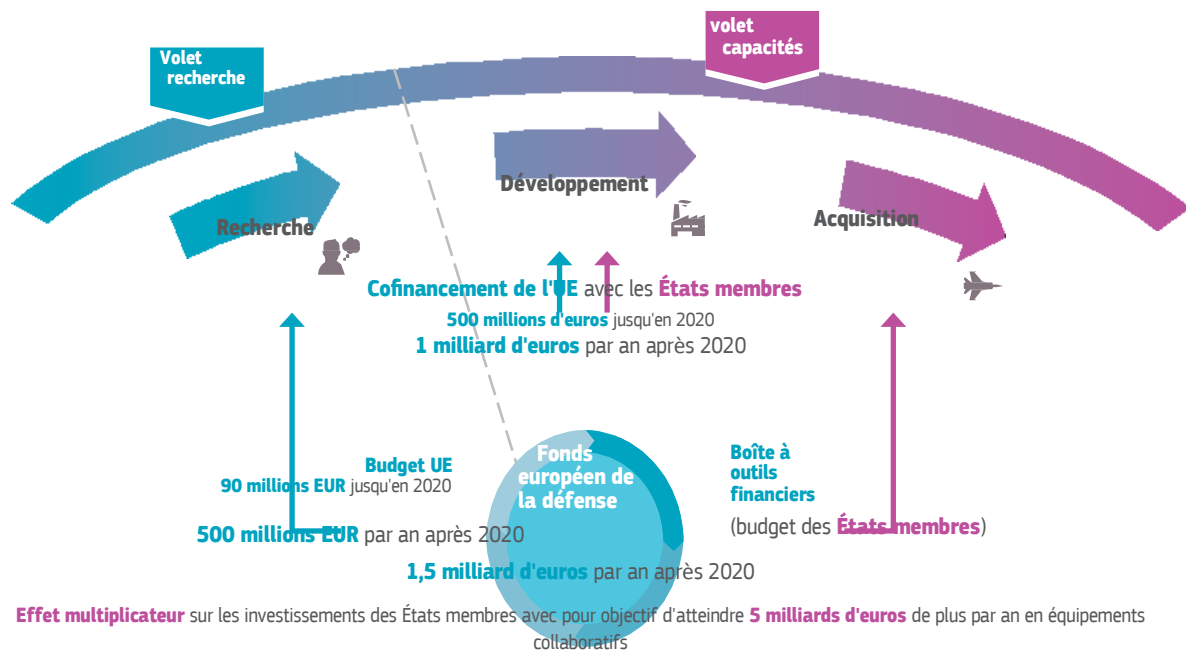 Volet
recherche
volet
capacités
Recherche
Développement
Acquisition
Cofinancement de l'UE avec les États membres
500 millions d'euros jusqu'en 2020
1 milliard d'euros par an après 2020
Budget UE
90 millions EUR jusqu'en 2020
500 millions EUR par an après 2020
Fonds
européen de
la défense
1,5 milliard d'euros par an après 2020
Boîte à
outils
financiers
(budget des États membres)
Effet multiplicateur sur les investissements des États membres avec pour objectif d'atteindre 5 milliards d'euros de plus par an en équipements
collaboratifs